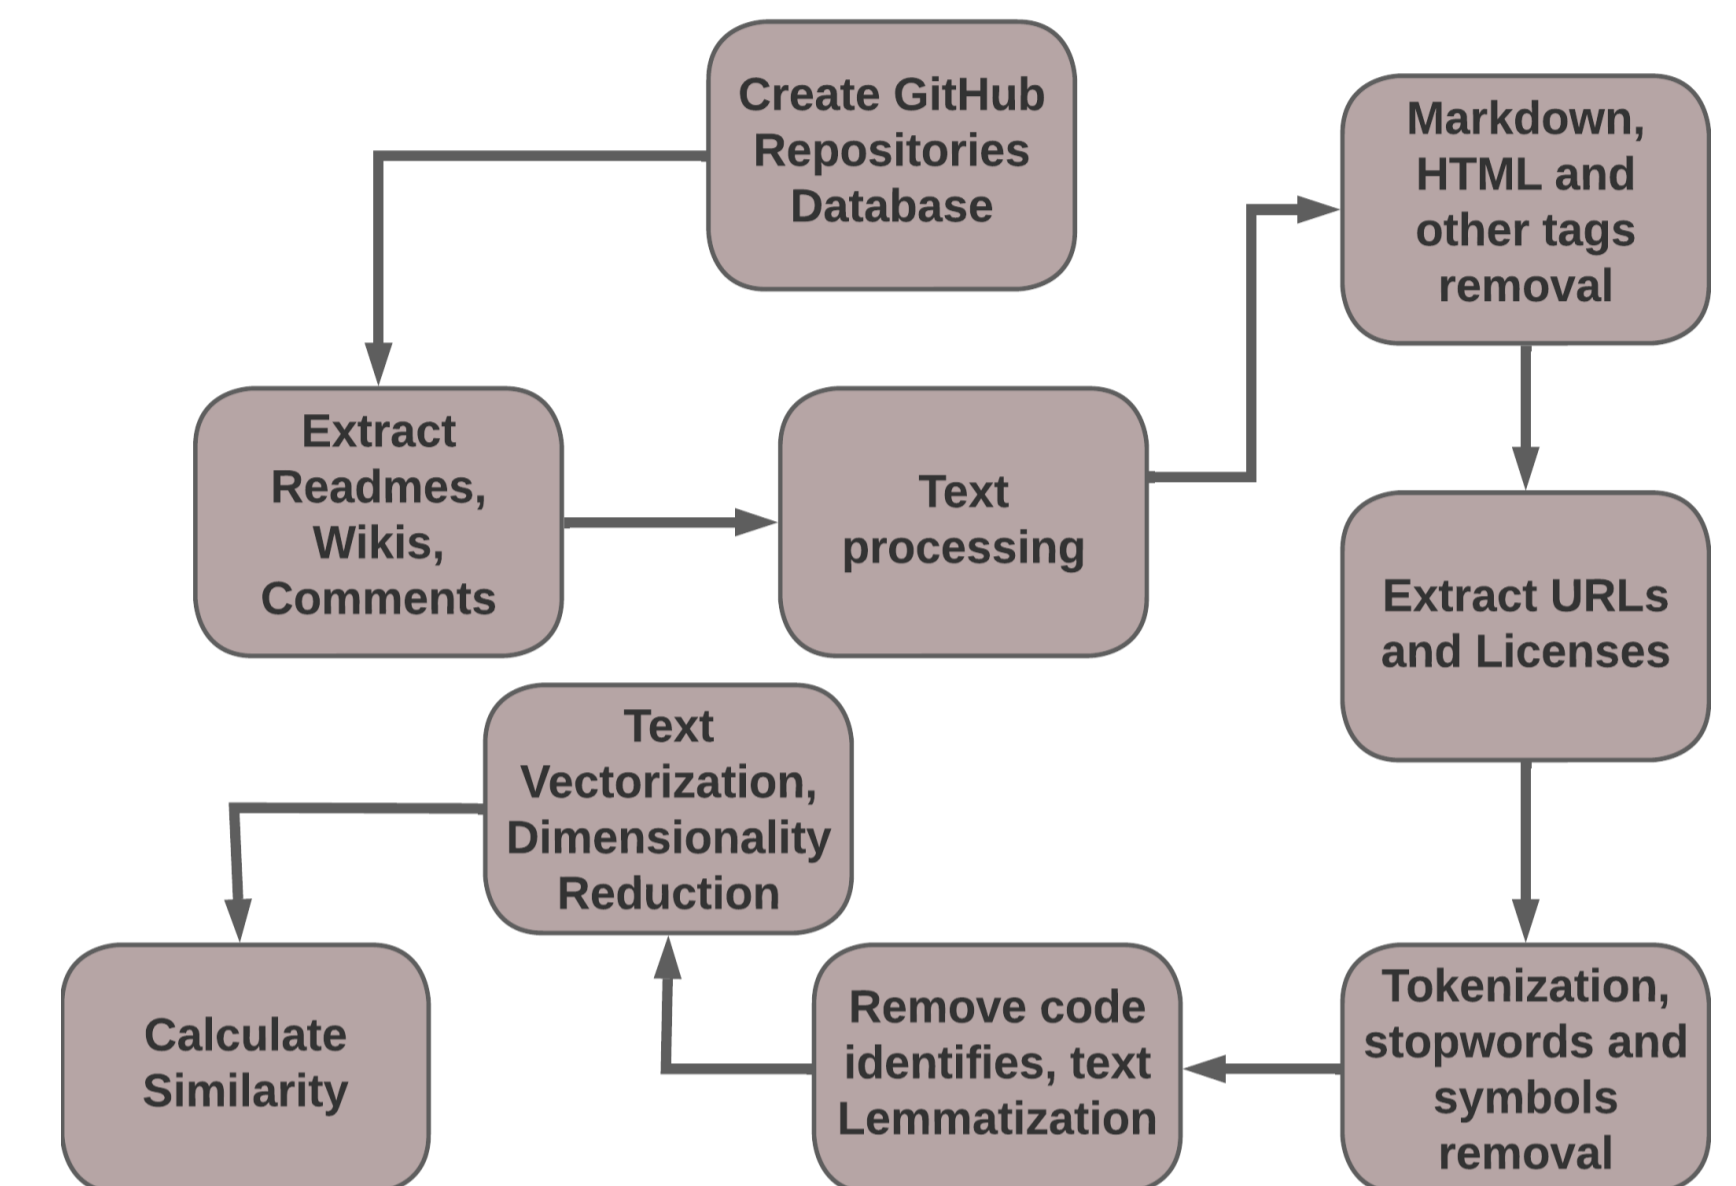 Create GitHub
Repositories
Database
Extract
Readmes,
Wikis,
Comments
Text
processing
Markdown,
HTML and
other tags
removal
Extract URLs
and Licenses
Tokenization,
stopwords and
symbols
removal
Remove code
identifies, text
Lemmatization
Text
Vectorization,
Dimensionality
Reduction
Calculate
Similarity